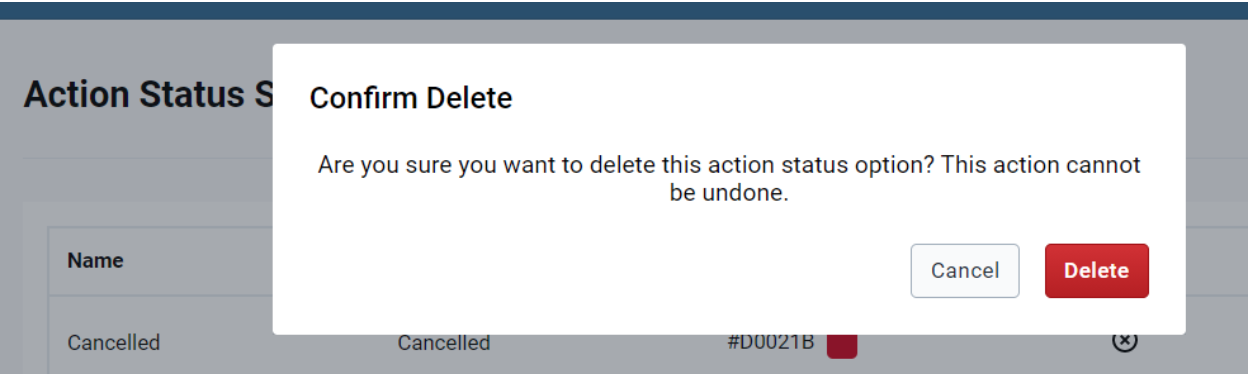 Action Status S
Confirm Delete
Are you sure you want to delete this action status option? This action cannot
be undone.
Cancel
Delete
Name
Cancelled
Cancelled
#D0021B